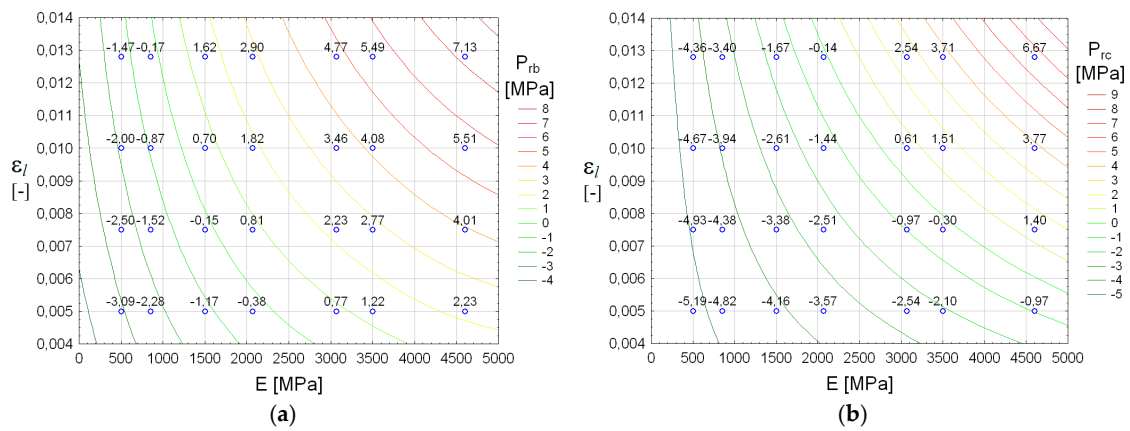 0,014
0,013
0,012
0,011
0,010
0,009
0,008
0,007
0,006
0,005
0,004
εl
[-]
-1,47 -0,17 1,62 2,90 4,77 5,49 7,13
-2,00 -0,87 0,70 1,82 3,46 4,08 5,51
-2,50 -1,52 -0,15 0,81 2,23 2,77 4,01
-3,09 -2,28 -1,17 -0,38 0,77 1,22 2,23
0 500 1000 1500 2000 2500 3000 3500 4000 4500 5000
E [MPa]
Prb
[MPa]
8
7
6
5
4
3
2
1
0
-1
-2
-3
-4
(a)
0,014
0,013
0,012
0,011
0,010
0,009
0,008
0,007
0,006
0,005
0,004
εl
[-]
-4,36 -3,40 -1,67 -0,14 2,54 3,71 6,67
-4,67 -3,94 -2,61 -1,44 0,61 1,51 3,77
-4,93 -4,38 -3,38 -2,51 -0,97 -0,30 1,40
-5,19 -4,82 -4,16 -3,57 -2,54 -2,10 -0,97
0 500 1000 1500 2000 2500 3000 3500 4000 4500 5000
E [MPa]
Prc
[MPa]
9
8
7
6
5
4
3
2
1
0
-1
-2
-3
-4
-5
(b)